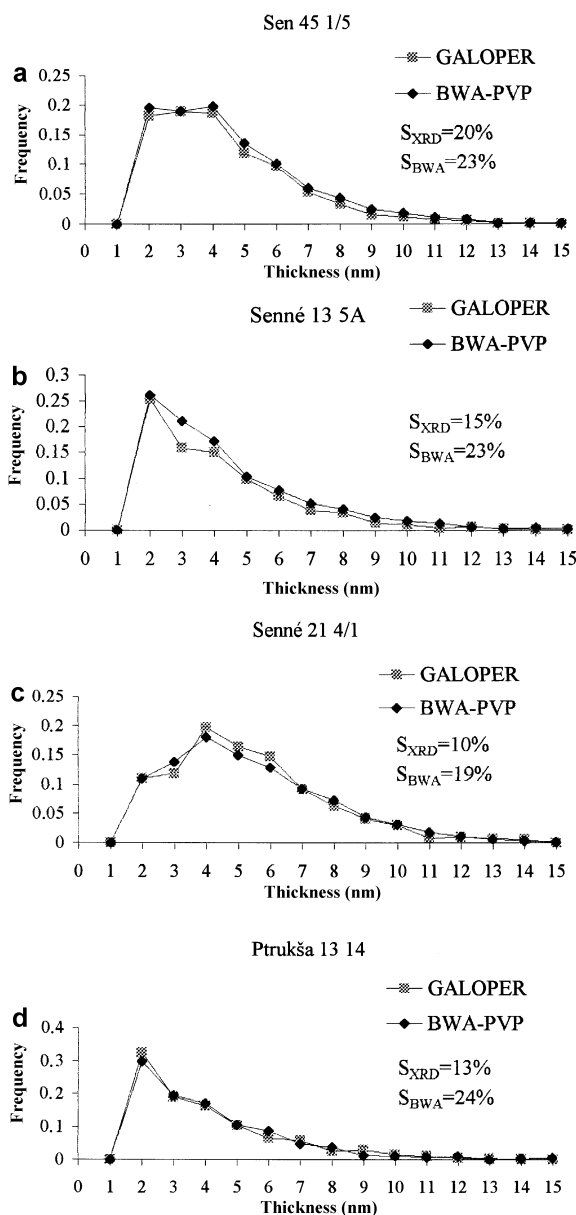 Sen 45 1/5
a
GALOPER
BWA-PVP
S_XRD=20%
S_BWA=23%
Frequency
0.25
0.2
0.15
0.1
0.05
0
0 1 2 3 4 5 6 7 8 9 10 11 12 13 14 15
Thickness (nm)
Senné 13 5A
b
GALOPER
BWA-PVP
S_XRD=15%
S_BWA=23%
Frequency
0.3
0.25
0.2
0.15
0.1
0.05
0
0 1 2 3 4 5 6 7 8 9 10 11 12 13 14 15
Thickness (nm)
Senné 21 4/1
c
GALOPER
BWA-PVP
S_XRD=10%
S_BWA=19%
Frequency
0.25
0.2
0.15
0.1
0.05
0
0 1 2 3 4 5 6 7 8 9 10 11 12 13 14 15
Thickness (nm)
Ptrukša 13 14
d
GALOPER
BWA-PVP
S_XRD=13%
S_BWA=24%
Frequency
0.4
0.3
0.2
0.1
0
0 1 2 3 4 5 6 7 8 9 10 11 12 13 14 15
Thickness (nm)